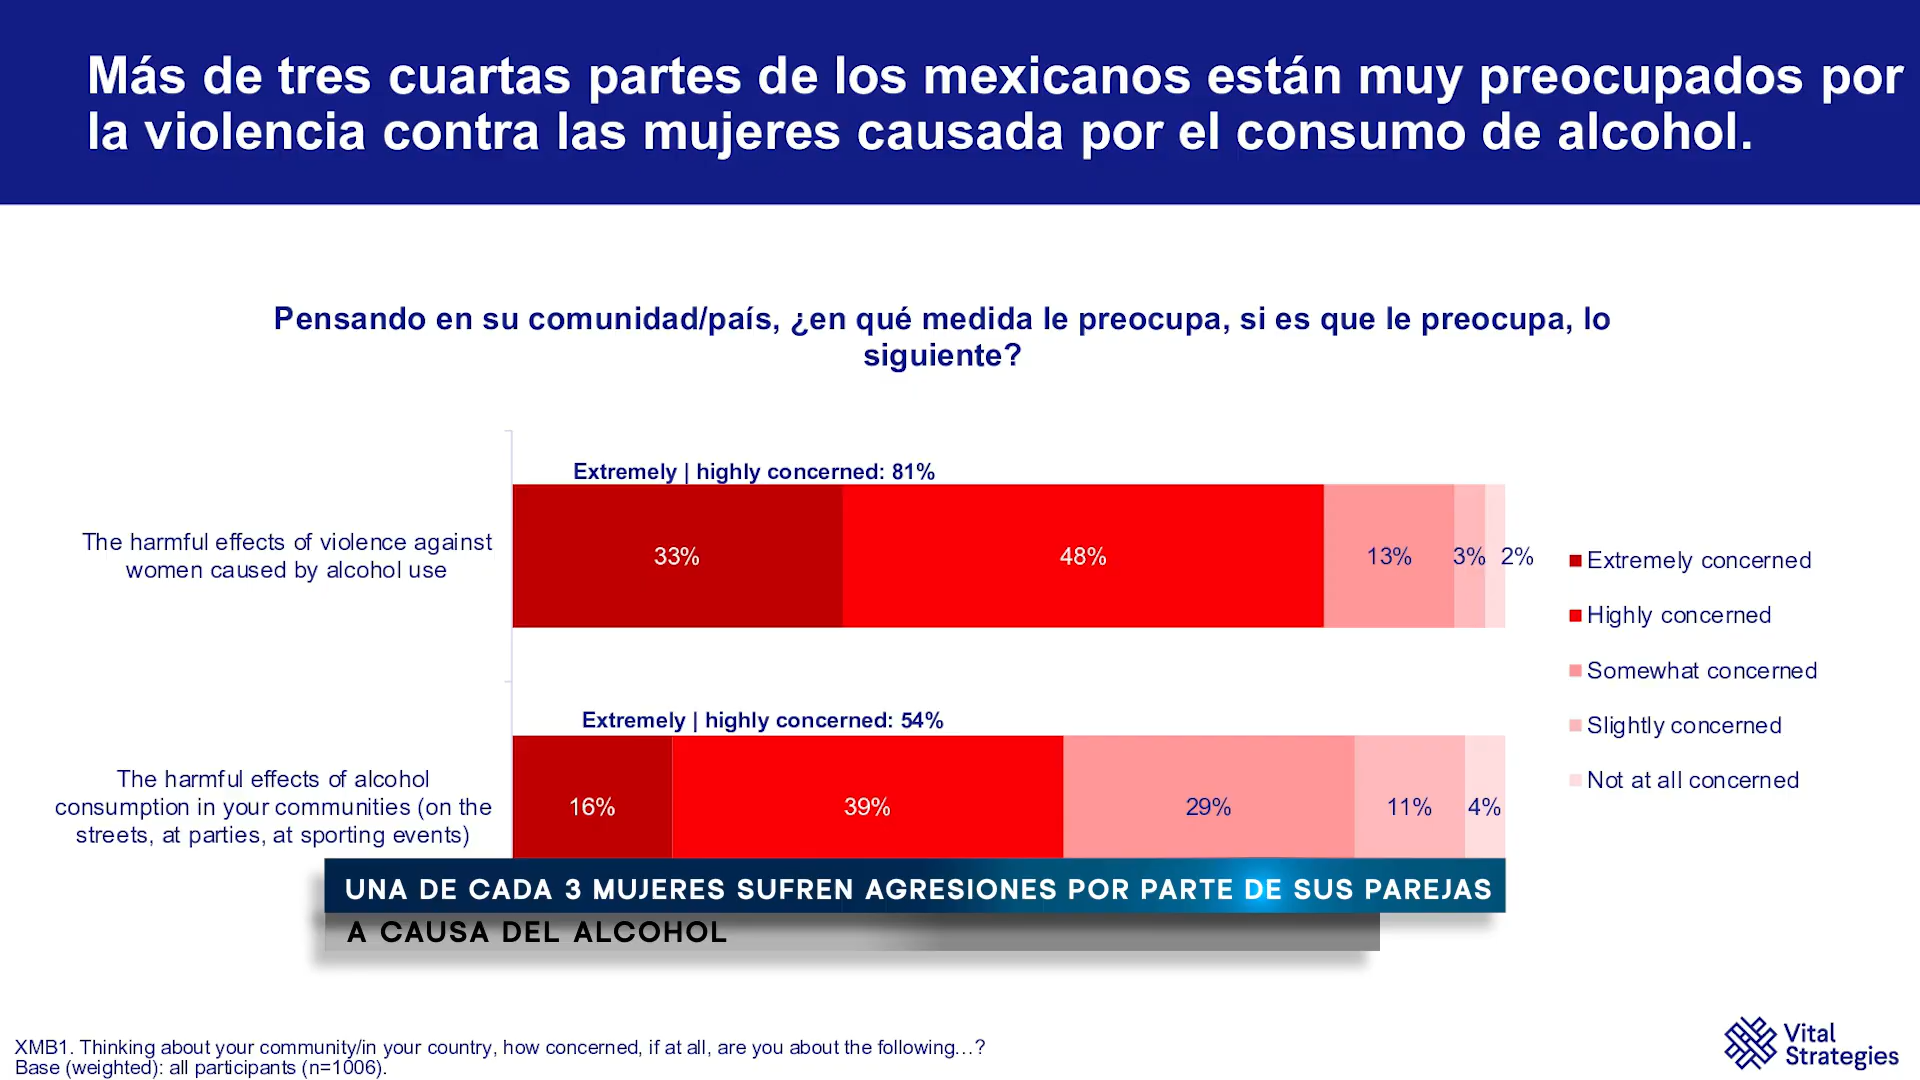 Más de tres cuartas partes de los mexicanos están muy preocupados por
la violencia contra las mujeres causada por el consumo de alcohol.
Pensando en su comunidad/país, ¿en qué medida le preocupa, si es que le preocupa, lo
siguiente?
Extremely | highly concerned: 81%
The harmful effects of violence against
women caused by alcohol use
33%
48%
13%
3%
2%
Extremely concerned
Highly concerned
Somewhat concerned
Slightly concerned
Not at all concerned
Extremely | highly concerned: 54%
The harmful effects of alcohol
consumption in your communities (on the
streets, at parties, at sporting events)
16%
39%
29%
11%
4%
UNA DE CADA 3 MUJERES SUFREN AGRESIONES POR PARTE DE SUS PAREJAS
A CAUSA DEL ALCOHOL
XMB1. Thinking about your community/in your country, how concerned, if at all, are you about the following…?
Base (weighted): all participants (n=1006).
Vital
Strategies